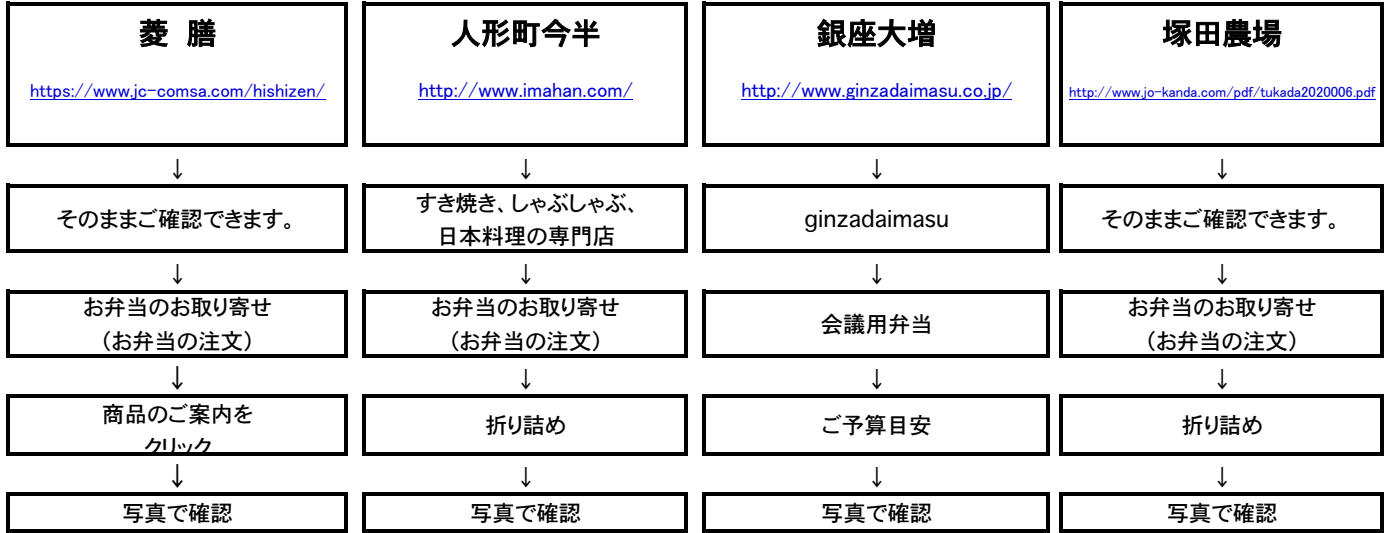 菱 膳
https://www.jc-comsa.com/hishizen/
↓
そのままご確認できます。
↓
お弁当のお取り寄せ
（お弁当の注文）
↓
商品のご案内を
クリック
↓
写真で確認
人形町今半
http://www.imahan.com/
↓
すき焼き、しゃぶしゃぶ、
日本料理の専門店
↓
お弁当のお取り寄せ
（お弁当の注文）
↓
折り詰め
↓
写真で確認
銀座大増
http://www.ginzadaimasu.co.jp/
↓
ginzadaimasu
↓
会議用弁当
↓
ご予算目安
↓
写真で確認
塚田農場
http://www.jo-kanda.com/pdf/tukada2020006.pdf
↓
そのままご確認できます。
↓
お弁当のお取り寄せ
（お弁当の注文）
↓
折り詰め
↓
写真で確認